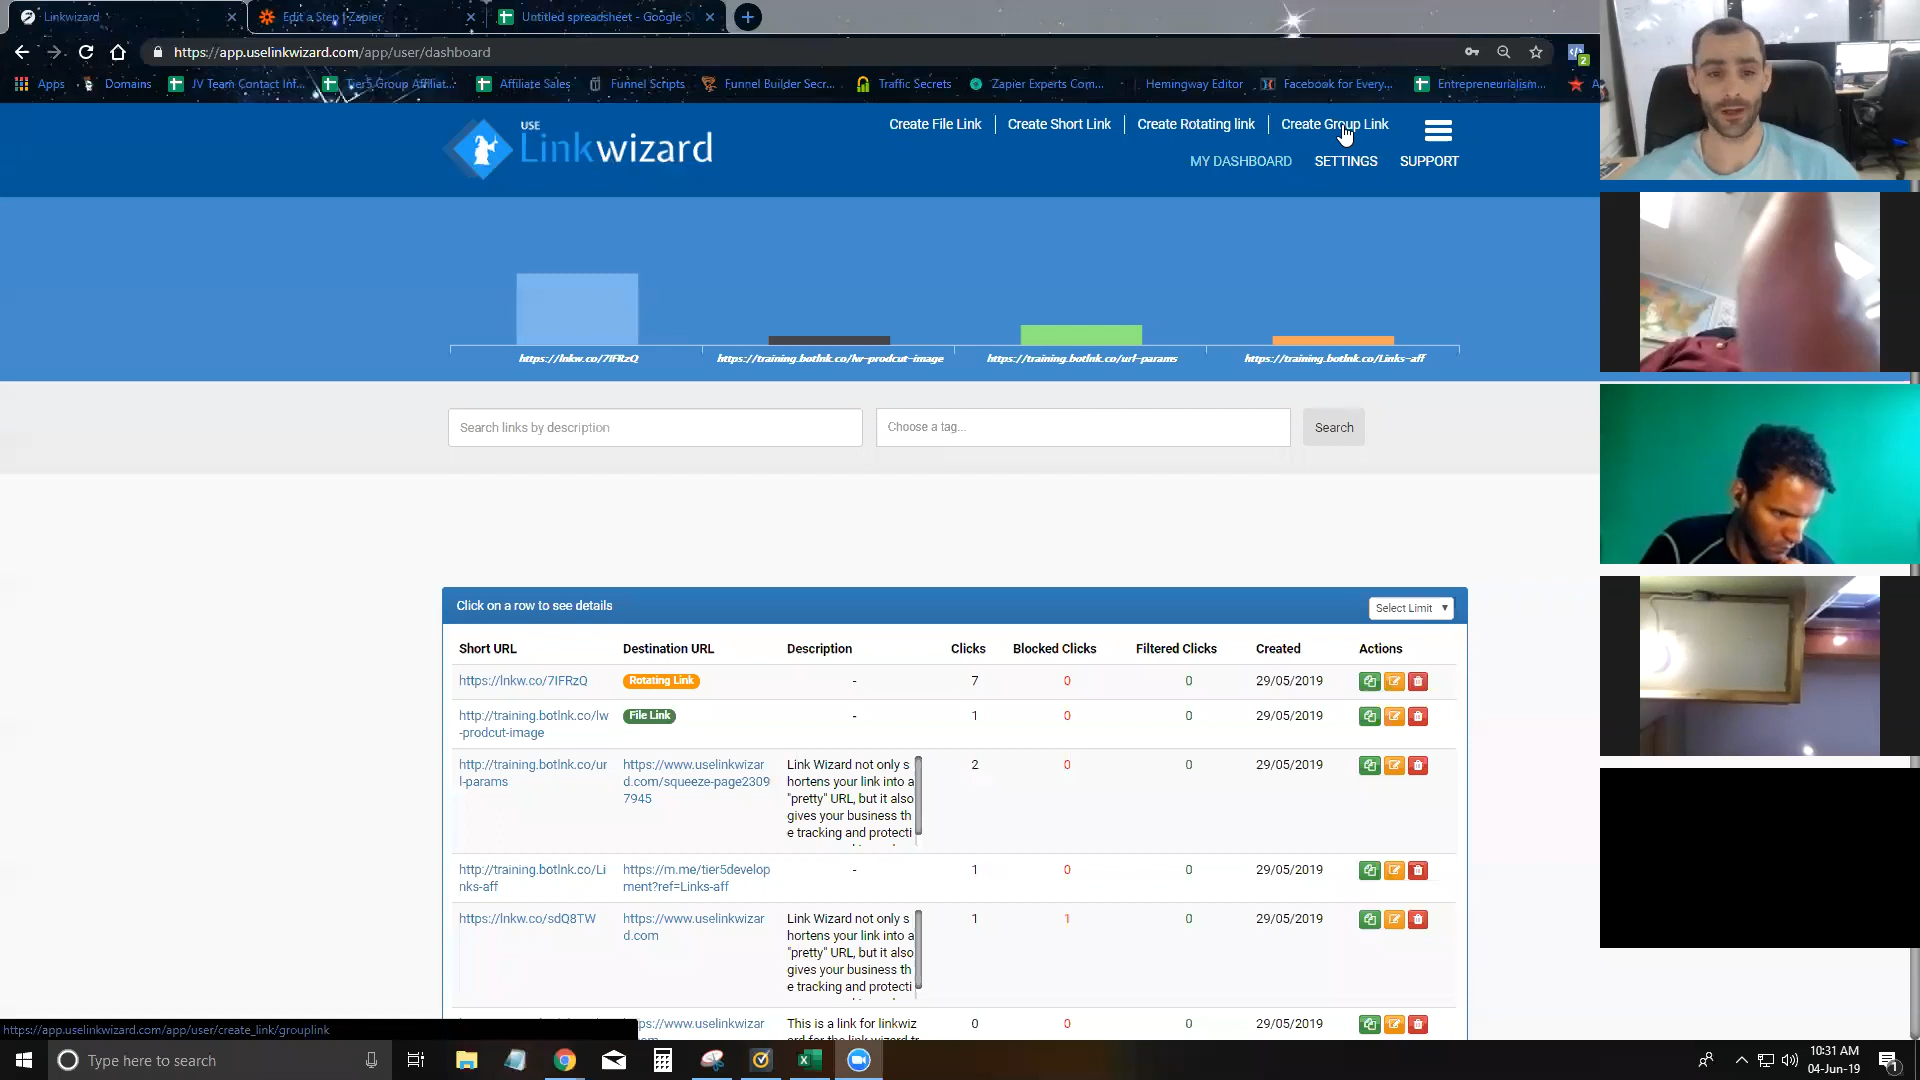 Linkwizard
Edit a Step | Zapier
Untitled spreadsheet - Google S
https://app.uselinkwizard.com/app/user/dashboard
2
Apps
Domains
JV Team Contact Inf...
Tier5 Group Affiliat...
Affiliate Sales
Funnel Scripts
Funnel Builder Secr...
Traffic Secrets
Zapier Experts Com...
Hemingway Editor
Facebook for Every...
Entrepreneurialism...
USE
Linkwizard
Create File Link
Create Short Link
Create Rotating link
Create Group Link
MY DASHBOARD
SETTINGS
SUPPORT
https://lnkw.co/7IFRzQ
https://training.botlnk.co/lw-prodcut-image
https://training.botlnk.co/url-params
https://training.botlnk.co/Links-aff
Search links by description
Choose a tag...
Search
Click on a row to see details
Select Limit
Short URL
Destination URL
Description
Clicks
Blocked Clicks
Filtered Clicks
Created
Actions
https://lnkw.co/7IFRzQ
Rotating Link
-
7
0
0
29/05/2019
http://training.botlnk.co/lw
-prodcut-image
File Link
-
1
0
0
29/05/2019
http://training.botlnk.co/ur
l-params
https://www.uselinkwizar
d.com/squeeze-page2309
7945
Link Wizard not only s
hortens your link into a
"pretty" URL, but it also
gives your business th
e tracking and protecti
2
0
0
29/05/2019
http://training.botlnk.co/Li
nks-aff
https://m.me/tier5develop
ment?ref=Links-aff
-
1
0
0
29/05/2019
https://lnkw.co/sdQ8TW
https://www.uselinkwizar
d.com
Link Wizard not only s
hortens your link into a
"pretty" URL, but it also
gives your business th
e tracking and protecti
1
1
0
29/05/2019
ps://www.uselinkwizar
This is a link for linkwiz
0
0
0
29/05/2019
https://app.uselinkwizard.com/app/user/create_link/grouplink
Type here to search
10:31 AM
04-Jun-19
1